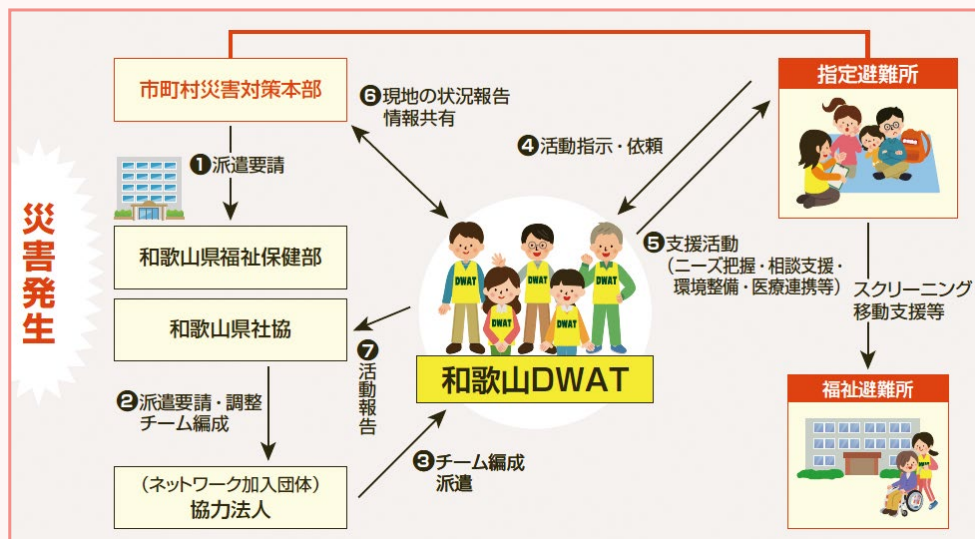 災害発生
市町村災害対策本部
❶派遣要請
和歌山県福祉保健部
和歌山県社協
❷派遣要請・調整
チーム編成
(ネットワーク加入団体)
協力法人
❸チーム編成
派遣
和歌山DWAT
DWAT
DWAT
DWAT
DWAT
DWAT
❹活動指示・依頼
❺支援活動
(ニーズ把握・相談支援・
環境整備・医療連携等)
❻現地の状況報告
情報共有
❼活動報告
指定避難所
スクリーニング
移動支援等
福祉避難所